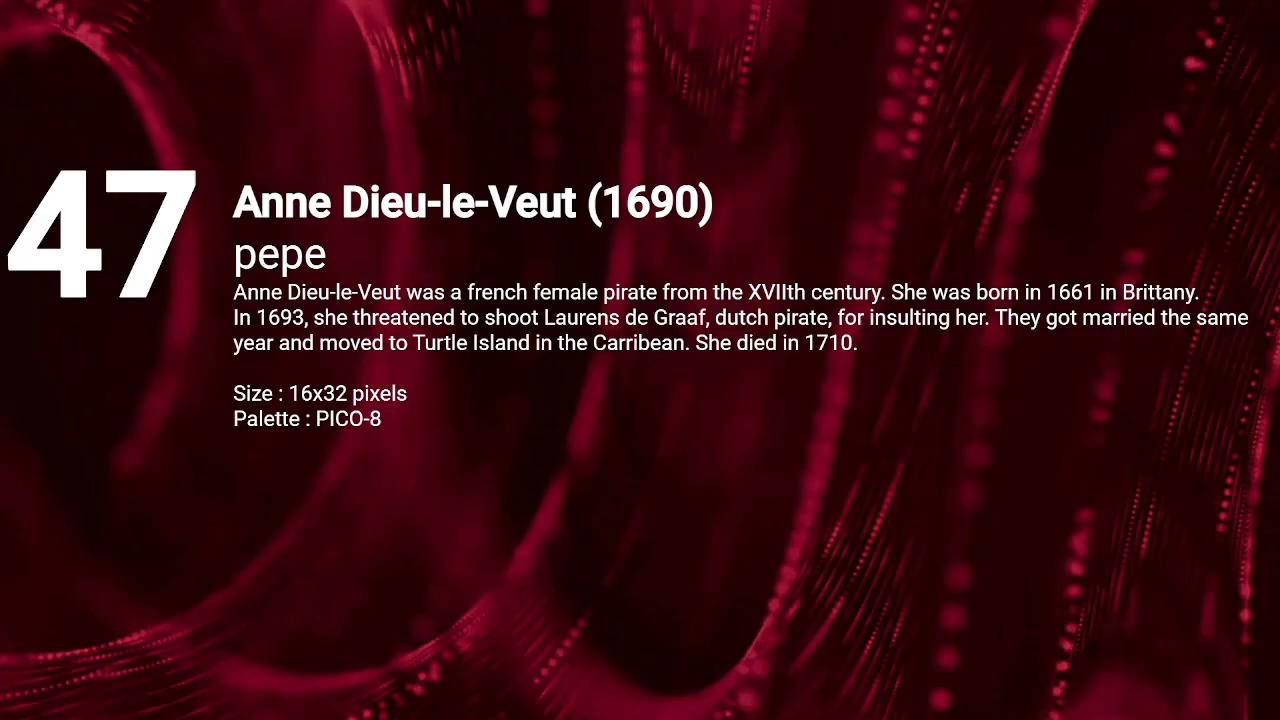 47
Anne Dieu-le-Veut (1690)
pepe
Anne Dieu-le-Veut was a french female pirate from the XVIIth century. She was born in 1661 in Brittany.
In 1693, she threatened to shoot Laurens de Graaf, dutch pirate, for insulting her. They got married the same
year and moved to Turtle Island in the Carribean. She died in 1710.
Size : 16x32 pixels
Palette : PICO-8